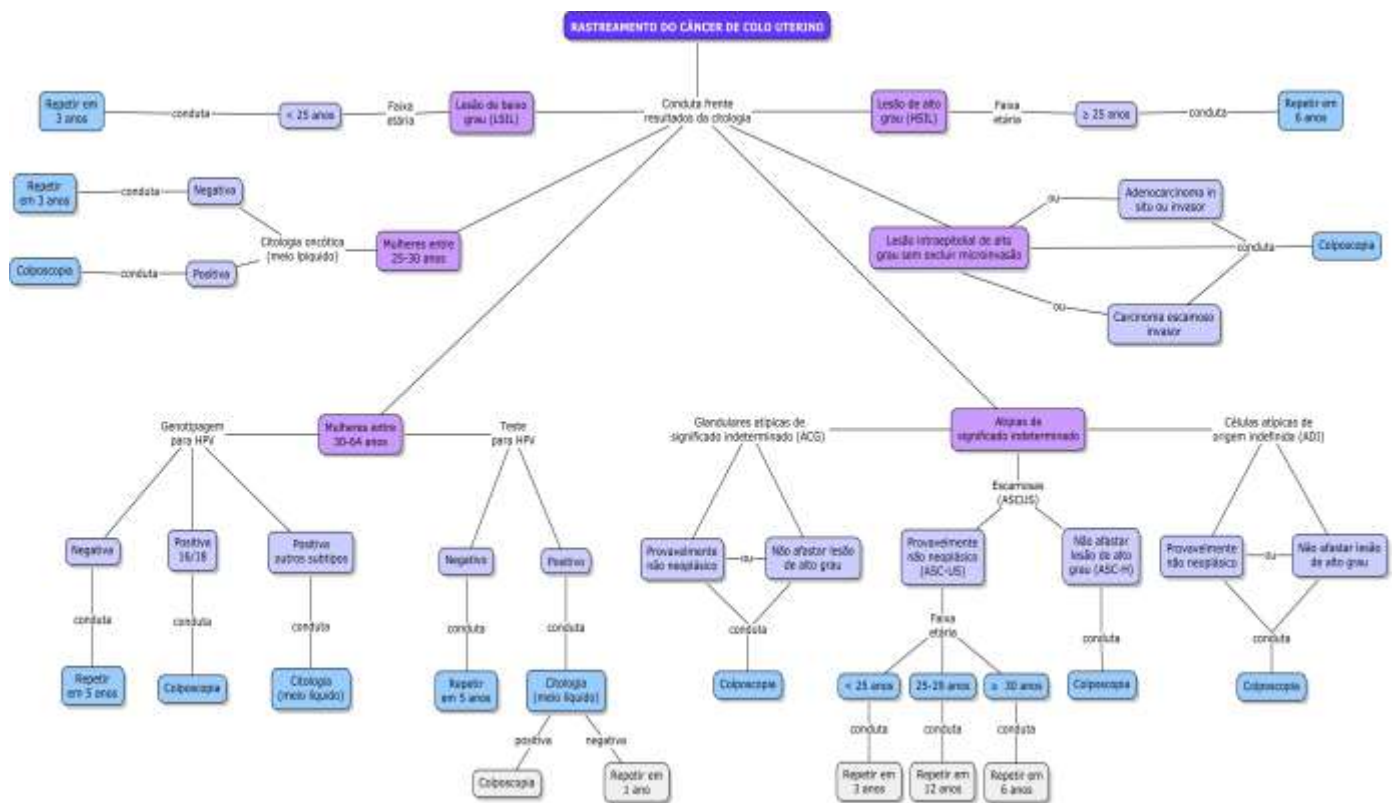 RASTREAMENTO DO CÂNCER DE COLO UTERINO
Repetir em
3 anos
conduta
< 25 anos
Faixa
etária
Lesão de baixo
grau (LSIL)
Conduta frente
resultados da citologia
Lesão de alto
grau (HSIL)
Faixa
etária
≥ 25 anos
conduta
Repetir em
6 anos
Repetir
em 3 anos
conduta
Negativa
Citologia oncótica
(meio lpiquido)
Mulheres entre
25-30 anos
Colposcopia
conduta
Positiva
Lesão intraepitelial de alto
grau sem excluir microinvasão
ou
Adenocarcinoma in
situ ou invasor
conduta
Colposcopia
ou
Carcinoma escamoso
invasor
Genotipagem
para HPV
Mulheres entre
30-64 anos
Teste
para HPV
Negativa
Positiva
16/18
Positiva
outros subtipos
Negativo
Positivo
conduta
conduta
conduta
conduta
conduta
Repetir
em 5 anos
Colposcopia
Citologia
(meio líquido)
Repetir
em 5 anos
Citologia
(meio líquido)
positiva
negativa
Colposcopia
Repetir em
1 ano
Glandulares atípicas de
significado indeterminado (ACG)
Atipias de
significado indeterminado
Células atípicas de
origem indefinida (ADI)
Provavelmente
não neoplásico
ou
Não afastar lesão
de alto grau
conduta
Colposcopia
Escamosas
(ASCUS)
Provavelmente
não neoplásica
(ASC-US)
Não afastar
lesão de alto
grau (ASC-H)
Faixa
etária
conduta
Colposcopia
< 25 anos
25-29 anos
≥ 30 anos
conduta
conduta
conduta
Repetir em
3 anos
Repetir em
12 anos
Repetir em
6 anos
Provavelmente
não neoplásico
ou
Não afastar lesão
de alto grau
conduta
Colposcopia